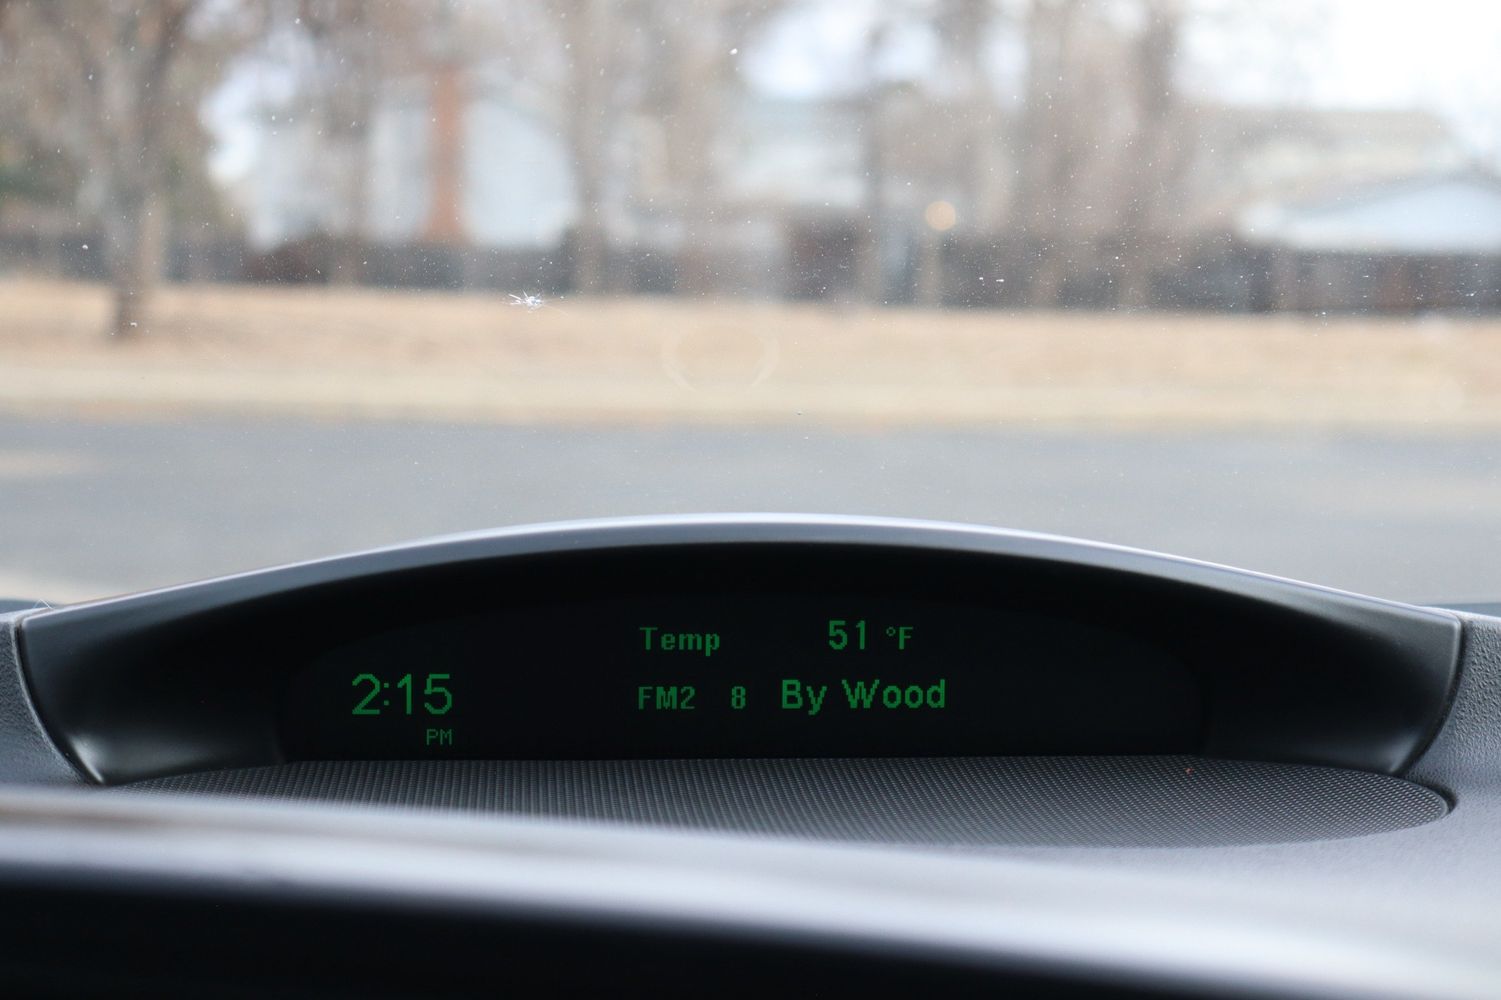 Temp 51 °F
2:15 FM2 8 By Wood
PM